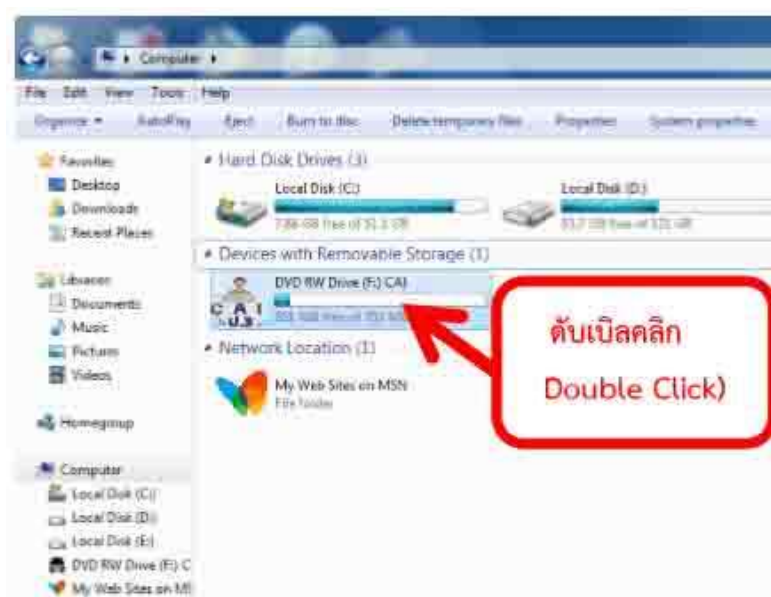 Computer
File Edit View Tools Help
Organize AutoPlay Eject Burn to disc Delete temporary files Properties System properties
Favorites
Desktop
Downloads
Recent Places
Libraries
Documents
Music
Pictures
Videos
Homegroup
Computer
Local Disk (C:)
Local Disk (D:)
Local Disk (E:)
DVD RW Drive (F:) C
My Web Sites on MS
Hard Disk Drives (3)
Local Disk (C:)
Local Disk (D:)
Devices with Removable Storage (1)
DVD RW Drive (F:) CAI
CAI
Network Location (1)
My Web Sites on MSN
File folder
ดับเบิลคลิก
Double Click)